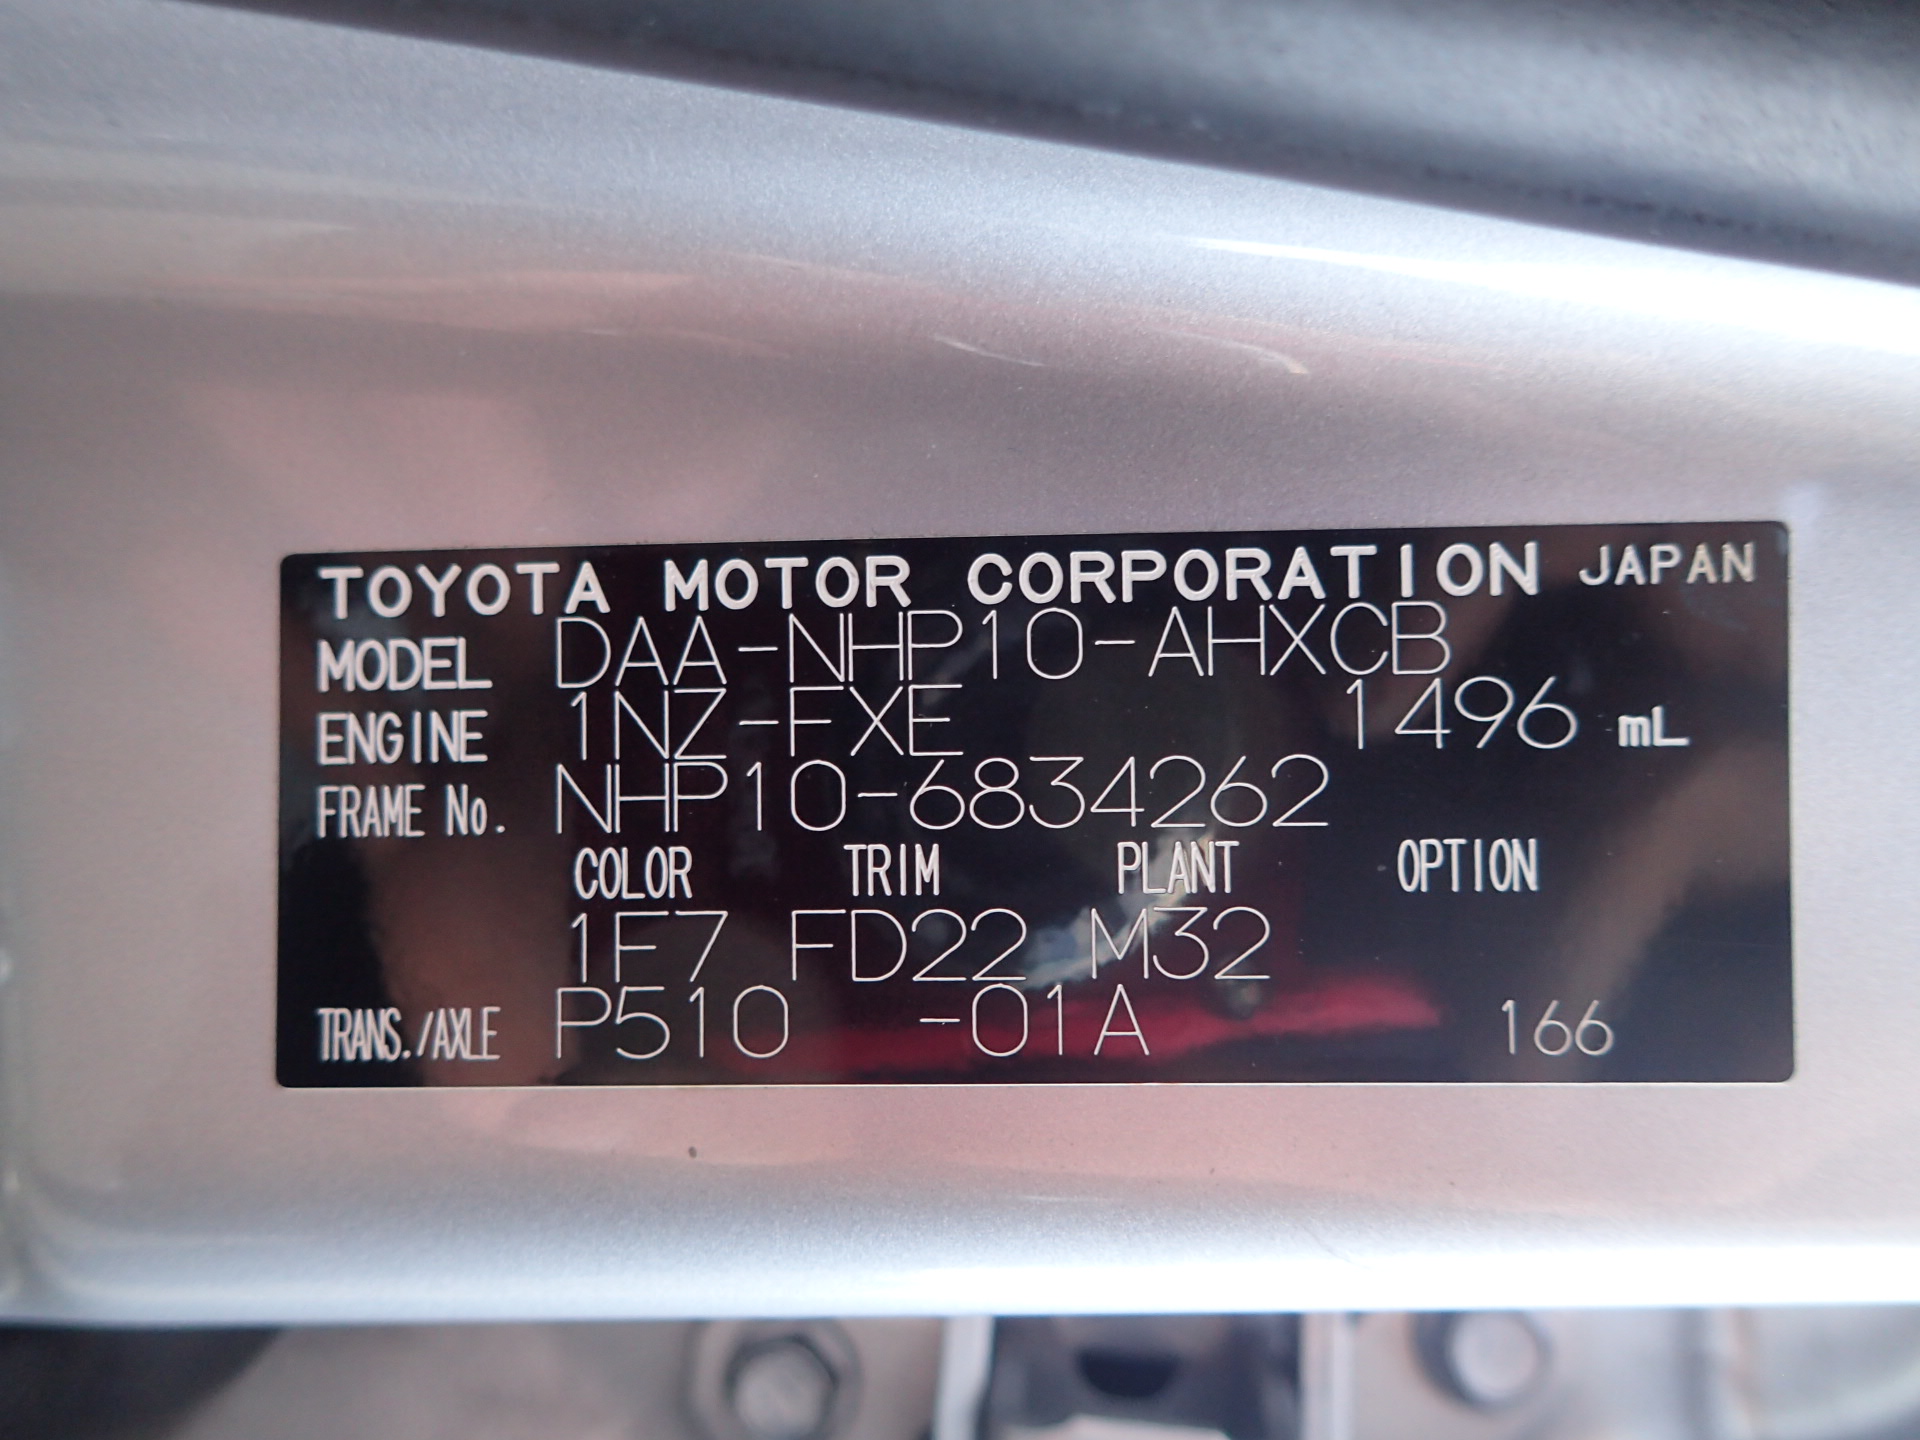 TOYOTA MOTOR CORPORATION JAPAN
MODEL DAA-NHP10-AHXCB
ENGINE 1NZ-FXE 1496 mL
FRAME No. NHP10-6834262
COLOR TRIM PLANT OPTION
1F7 FD22 M32
TRANS./AXLE P510 -01A 166